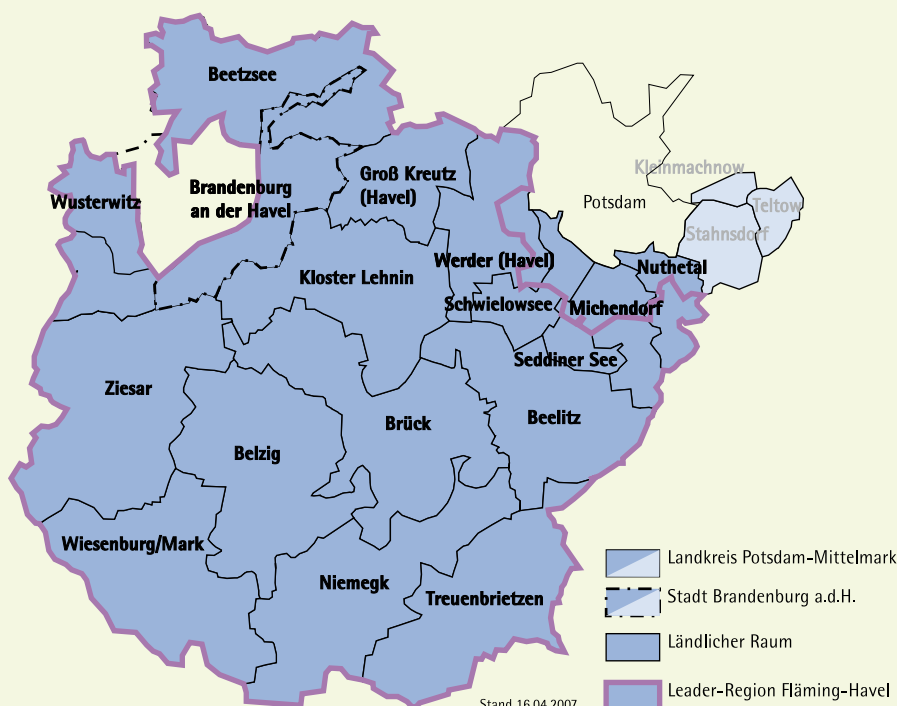 Beetzsee
Kleinmachnow
Groß Kreutz
(Havel)
Wusterwitz
Brandenburg
an der Havel
Potsdam
Teltow
Stahnsdorf
Werder (Havel)
Nuthetal
Kloster Lehnin
Schwielowsee
Michendorf
Seddiner See
Ziesar
Brück
Beelitz
Belzig
Wiesenburg/Mark
Niemegk
Treuenbrietzen
Landkreis Potsdam-Mittelmark
Stadt Brandenburg a.d.H.
Ländlicher Raum
Leader-Region Fläming-Havel
Stand 16.04.2007